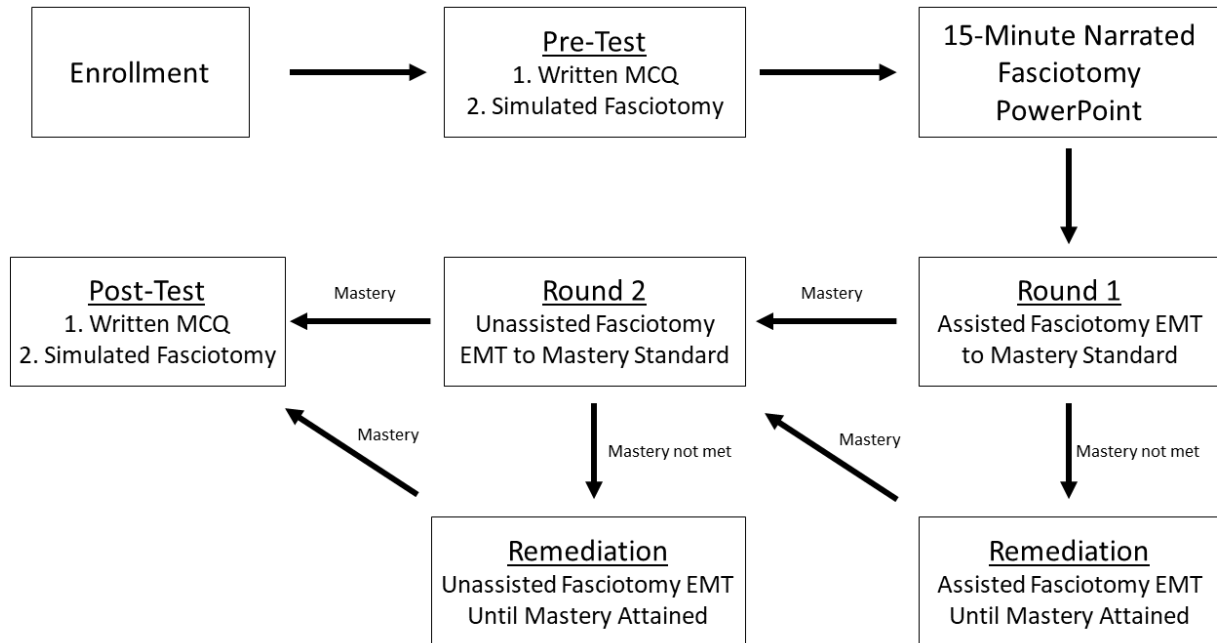 Enrollment
Pre-Test
1. Written MCQ
2. Simulated Fasciotomy
15-Minute Narrated
Fasciotomy
PowerPoint
Round 1
Assisted Fasciotomy EMT
to Mastery Standard
Mastery
Round 2
Unassisted Fasciotomy
EMT to Mastery Standard
Mastery
Post-Test
1. Written MCQ
2. Simulated Fasciotomy
Mastery not met
Mastery
Mastery not met
Mastery
Remediation
Assisted Fasciotomy EMT
Until Mastery Attained
Remediation
Unassisted Fasciotomy EMT
Until Mastery Attained